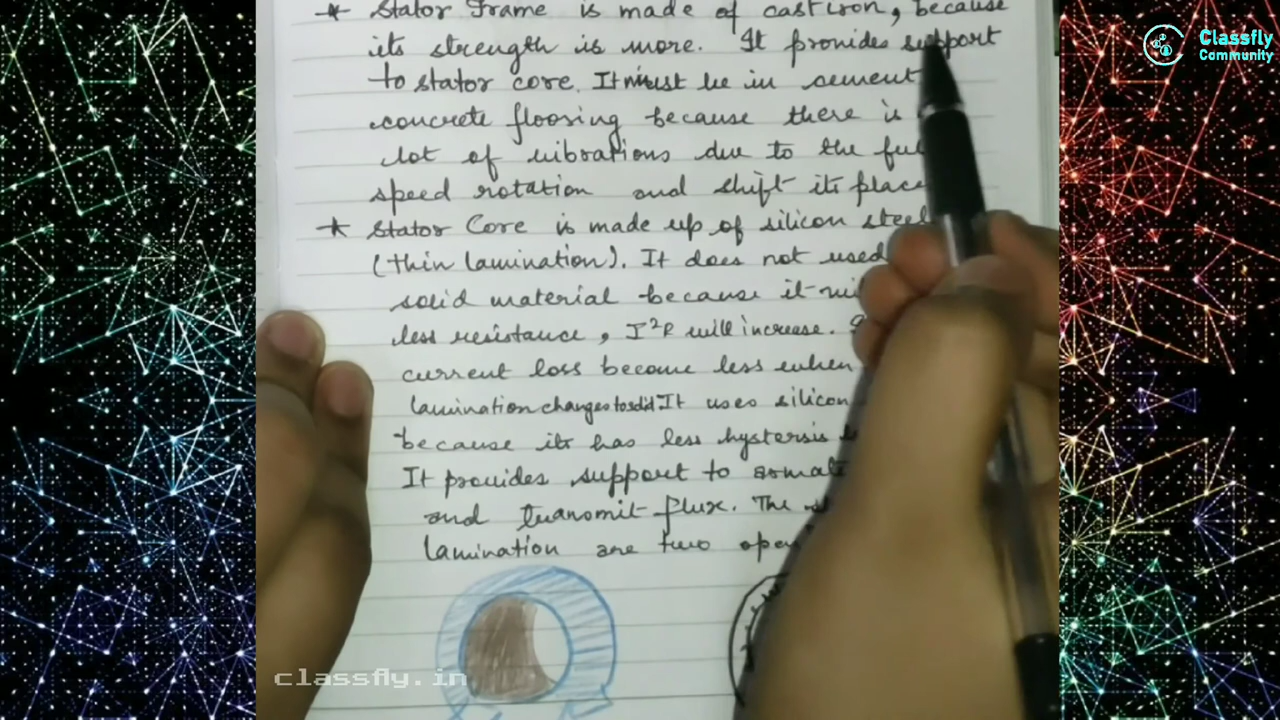 * Stator Frame is made of cast iron, because
its strength is more. It provides support
to stator core. It must be in cement
concrete floosing because there is
lot of vibrations due to the
speed rotation and shift its place
* Stator Core is made up of silicon steel
(thin lamination). It does not used
solid material because it
less resistance, I²R will increase.
current loss become less when
lamination changes to solid It uses silicon
because its has less hystersis
It provides support to
and transmit flux. The
lamination are two
Classfly
Community
classfly.in